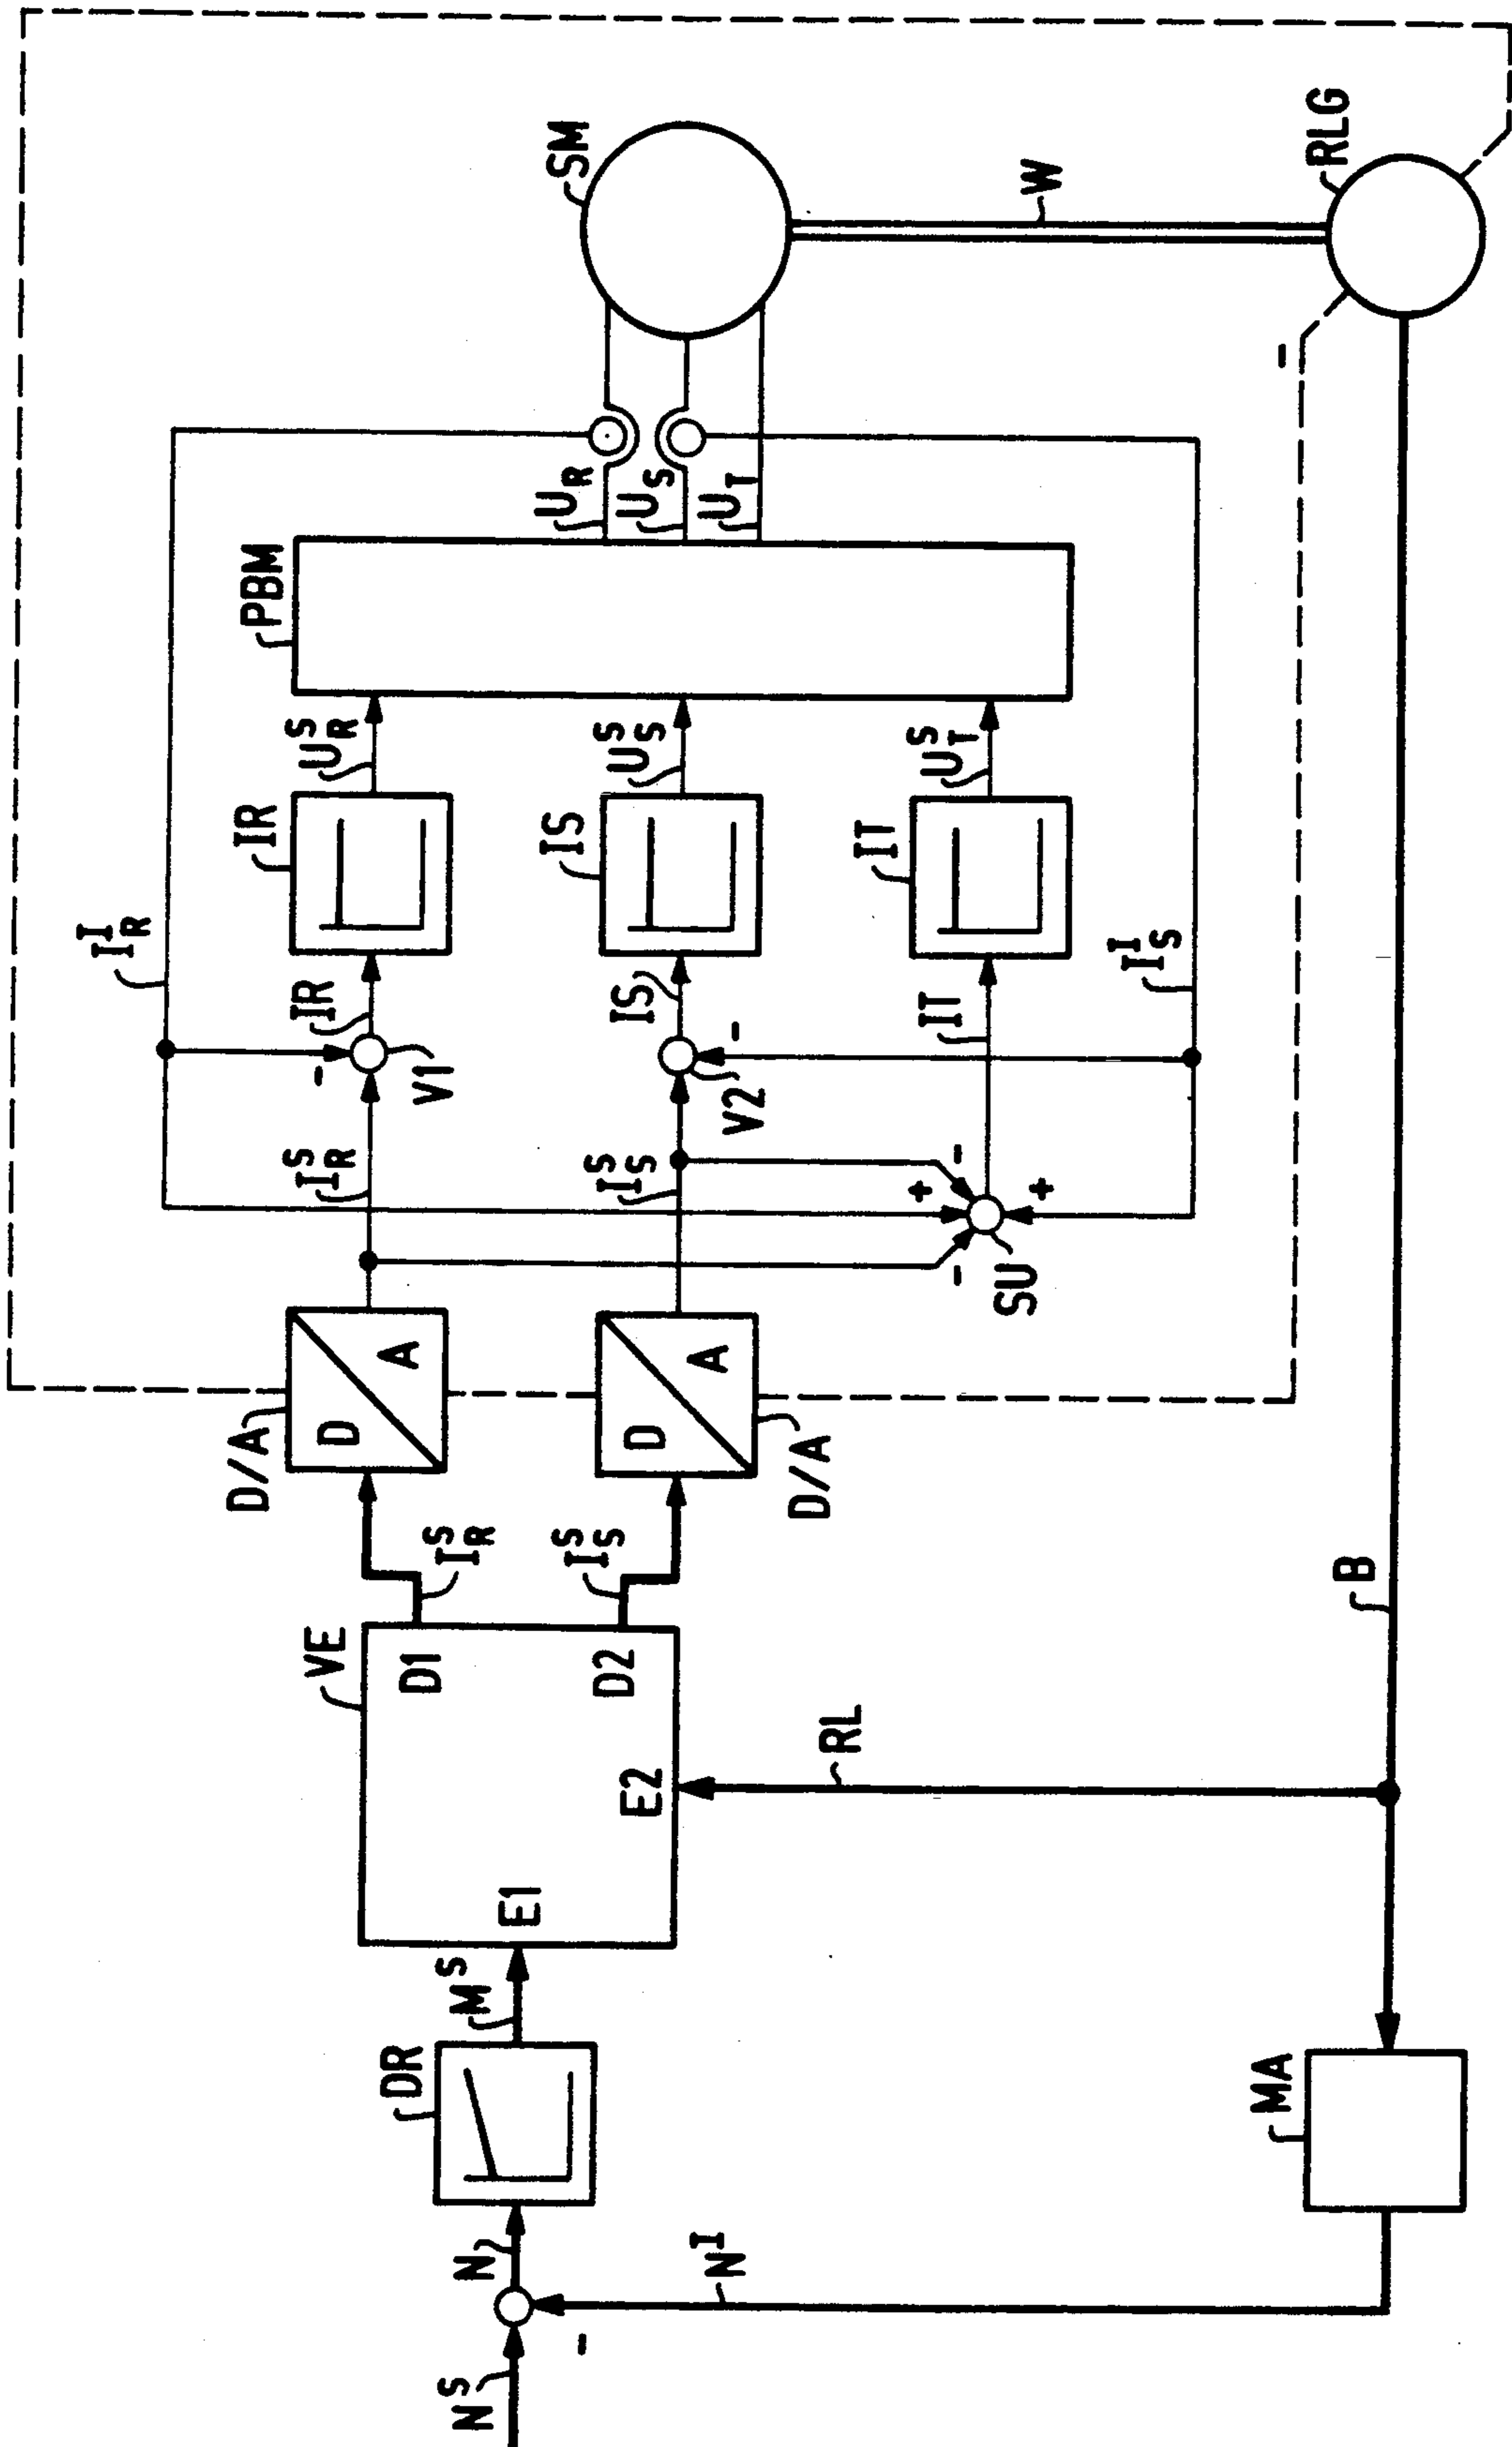 N^S
N
-
N^I
DR
M^S
MA
VE
E1
E2
D1
D2
RL
B
I^S_R
I^S_S
D/A
D
A
D/A
D
A
I^S_R
I^S_S
-
-
+
+
SU
I^I_R
-
V1
IR
V2
-
IS
IT
I^I_S
IR
IS
IT
U^S_R
U^S_S
U^S_T
PBM
U_R
U_S
U_T
SM
W
RLG
-